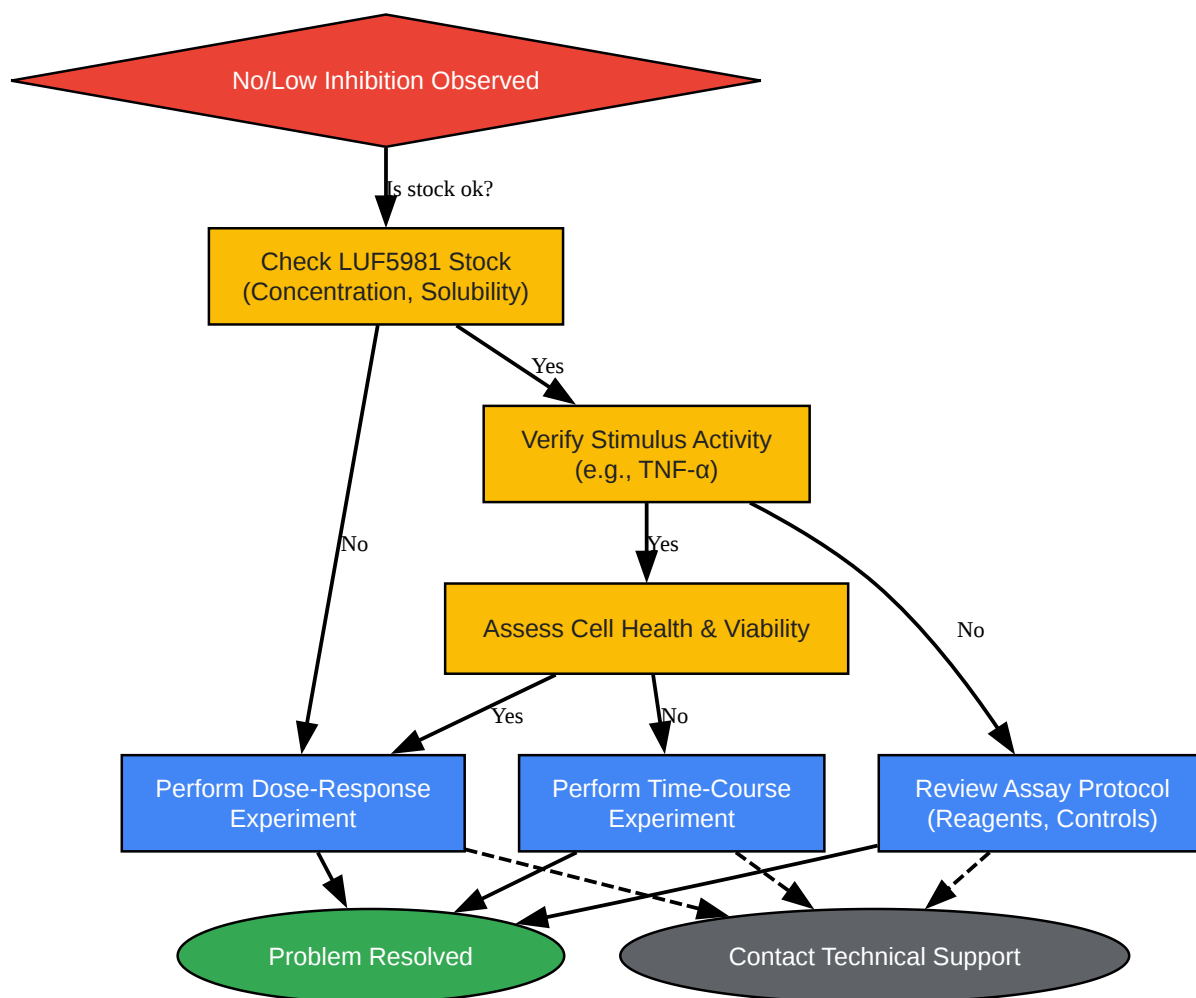 No/Low Inhibition Observed
Is stock ok?
Check LUF5981 Stock
(Concentration, Solubility)
Yes
Verify Stimulus Activity
(e.g., TNF-α)
No
Yes
Assess Cell Health & Viability
No
Yes
No
Perform Dose-Response
Experiment
Perform Time-Course
Experiment
Review Assay Protocol
(Reagents, Controls)
Problem Resolved
Contact Technical Support